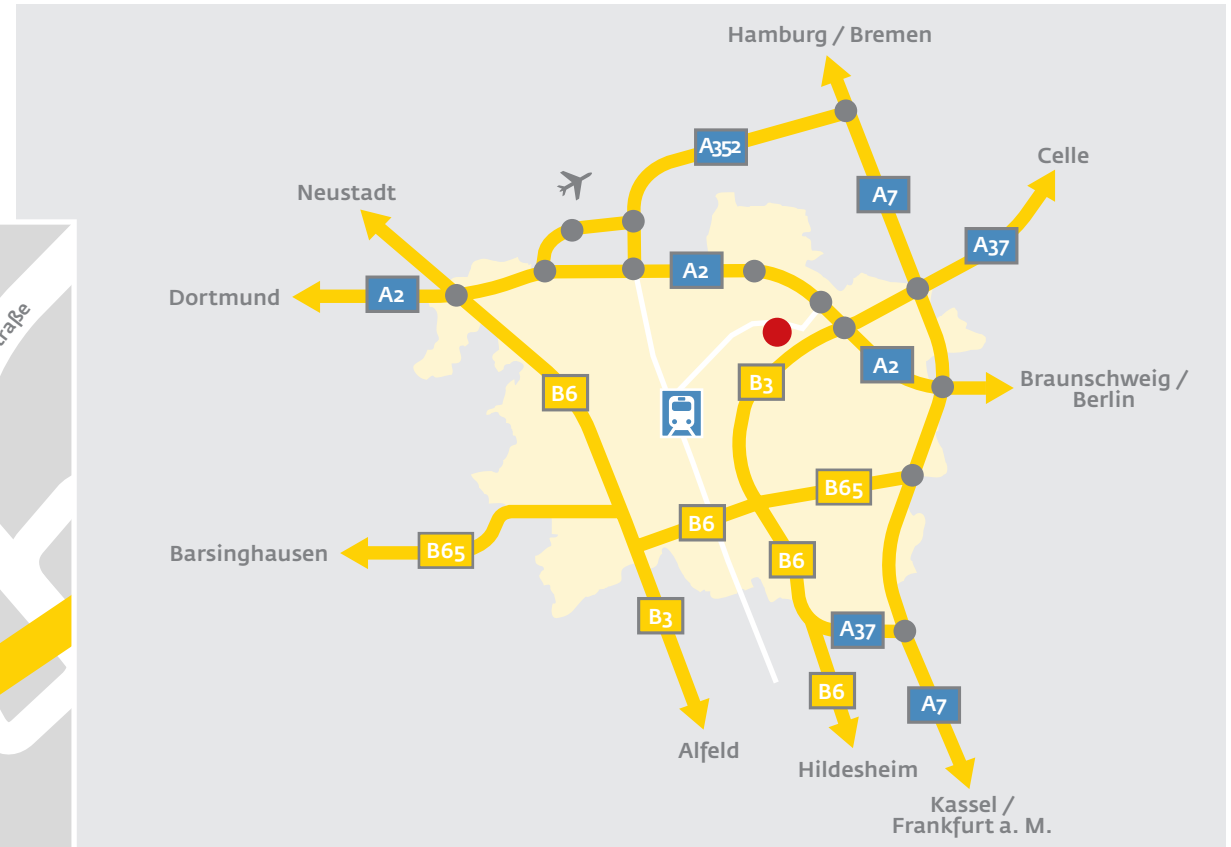 Hamburg / Bremen
A352
Celle
Neustadt
A7
A37
A2
Dortmund
A2
A2
Braunschweig /
Berlin
B3
B6
B65
B6
Barsinghausen
B65
B6
B3
A37
B6
A7
Alfeld
Hildesheim
Kassel /
Frankfurt a. M.